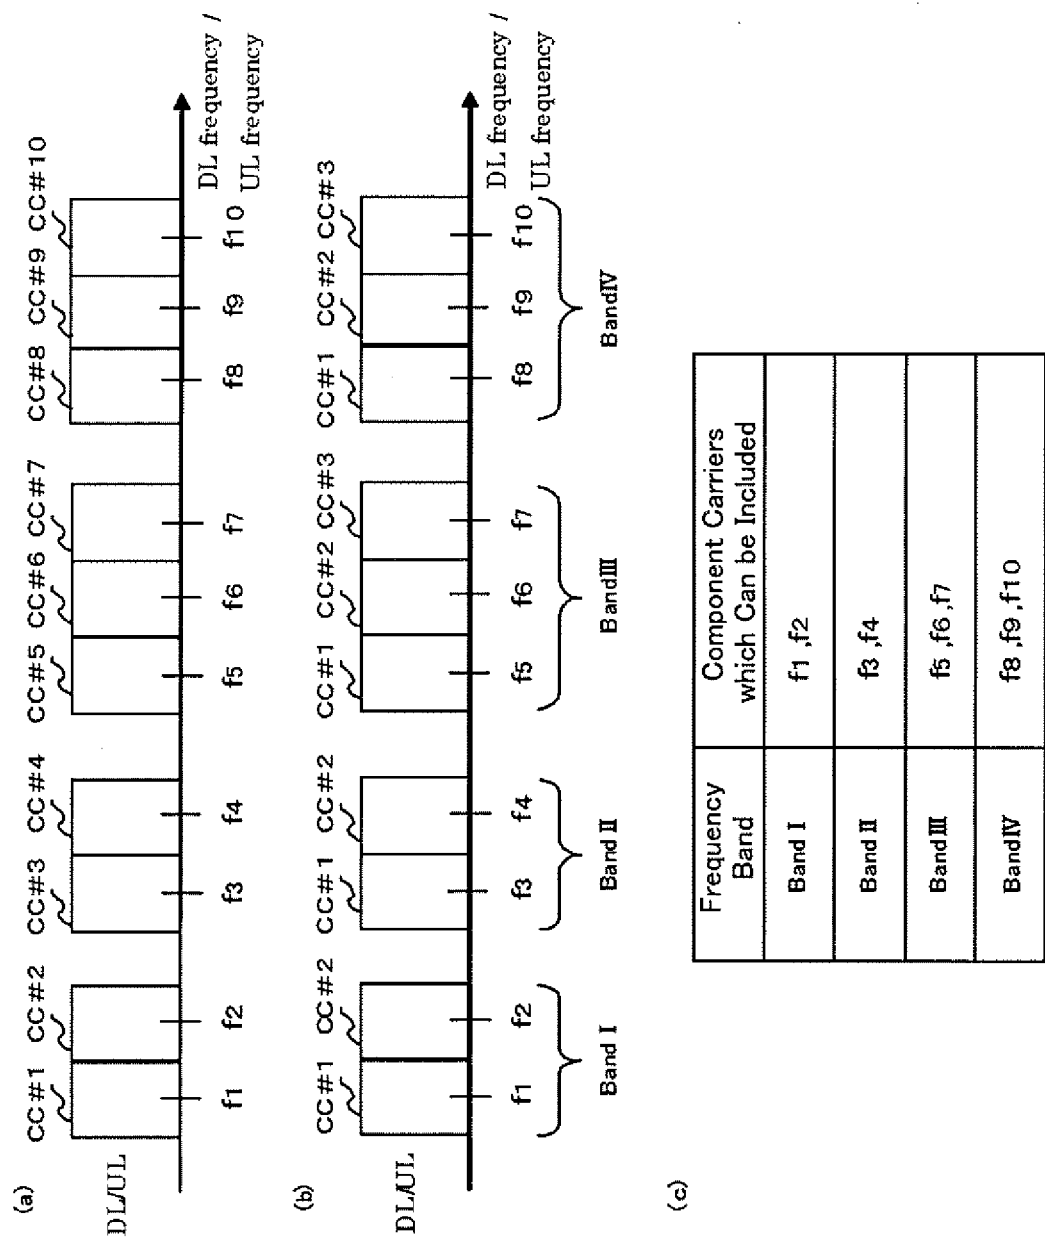 (a)
CC#1 CC#2 CC#3 CC#4 CC#5 CC#6 CC#7 CC#8 CC#9 CC#10
DL/UL
f1 f2 f3 f4 f5 f6 f7 f8 f9 f10
DL frequency /
UL frequency
(b)
CC#1 CC#2 CC#1 CC#2 CC#1 CC#2 CC#3 CC#1 CC#2 CC#3
DL/UL
f1 f2 f3 f4 f5 f6 f7 f8 f9 f10
DL frequency /
UL frequency
Band I Band II Band III Band IV
(c)
Frequency Band
Component Carriers which Can be Included
Band I f1 ,f2
Band II f3 ,f4
Band III f5 ,f6 ,f7
Band IV f8 ,f9 ,f10